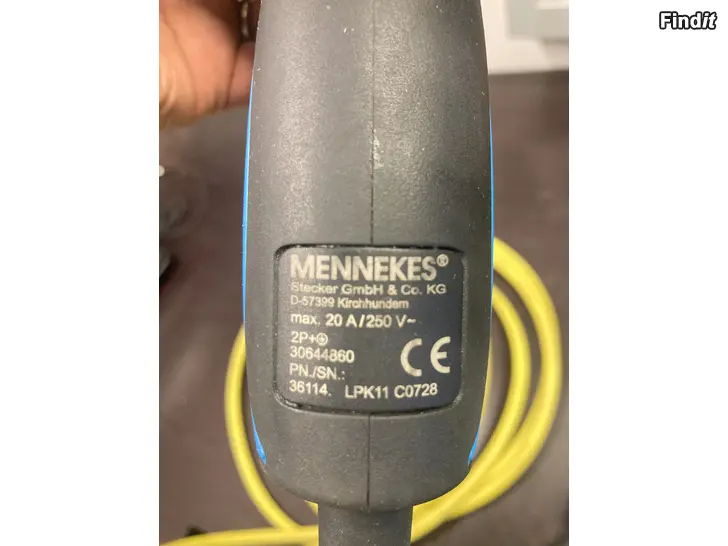 Findit
MENNEKES®
Stecker GmbH & Co. KG
D-57399 Kirchhundem
max. 20 A/250 V~
2P+⏚
30644860
PN./SN.:
36114. LPK11 C0728
CE